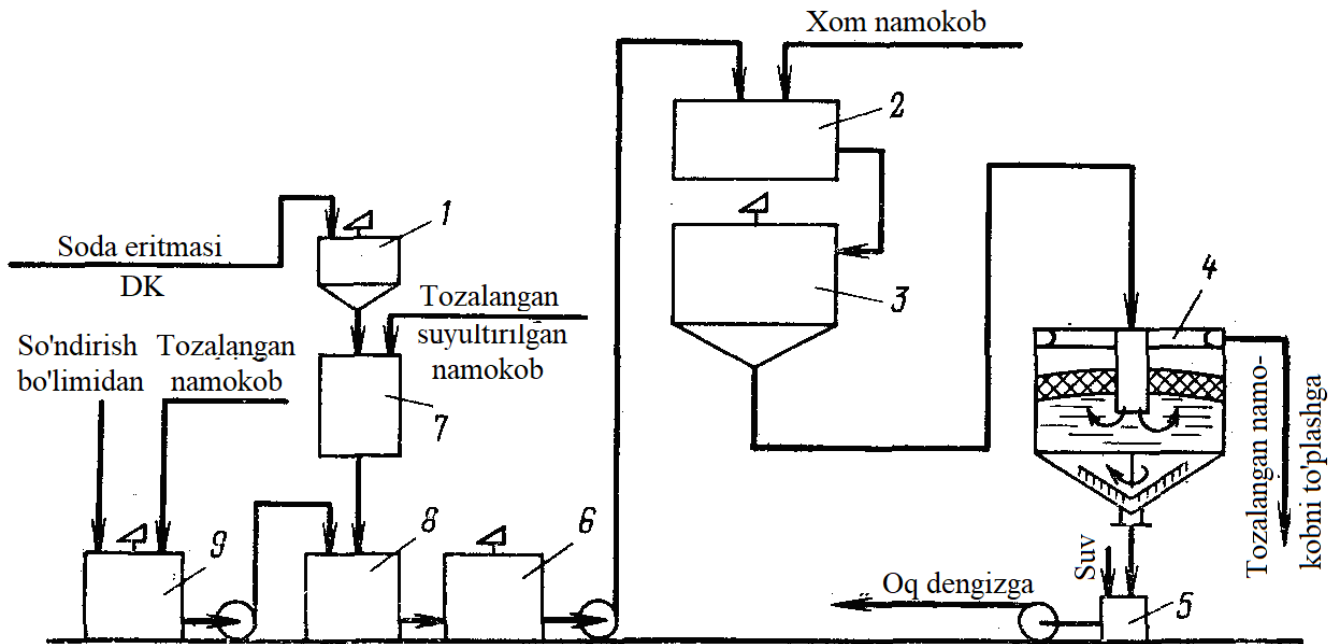 Xom namokob
2
1
Soda eritmasi
DK
3
4
Tozalangan
suyultirilgan
namokob
So'ndirish
bo'limidan
Tozalangan
namokob
7
Tozalangan namo-
kobni to'plashga
9
8
6
Suv
Oq dengizga
5